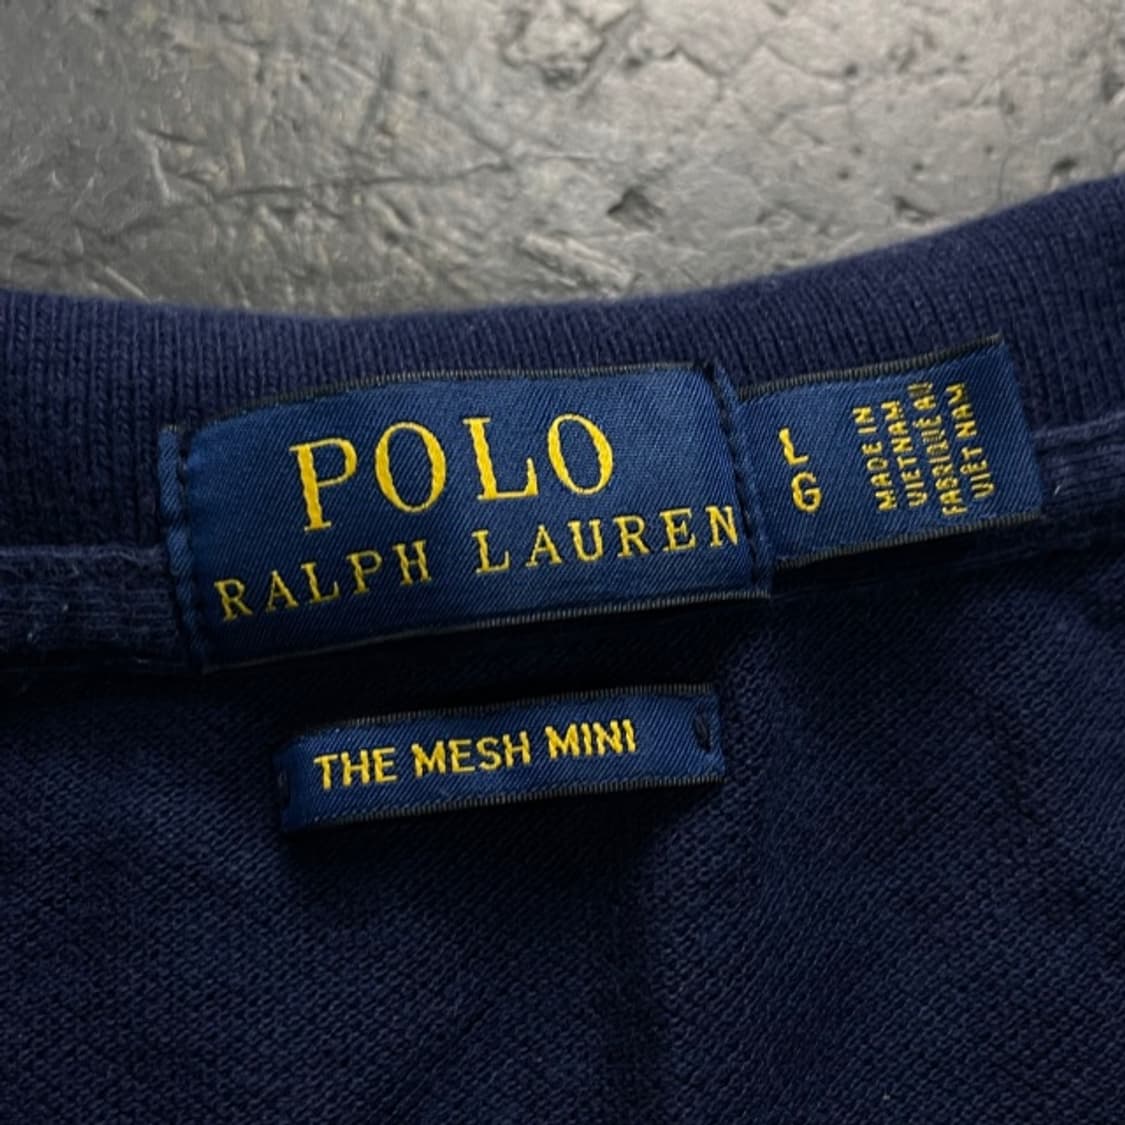 POLO
RALPH LAUREN
L
G
MADE IN
VIETNAM
FABRIQUÉ AU
VIÊT NAM
THE MESH MINI